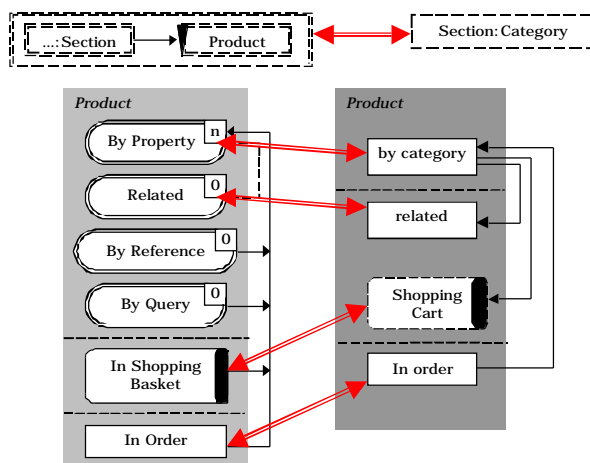 ...: Section
Product
Section: Category
Product
By Property
n
Related
0
By Reference
0
By Query
0
In Shopping
Basket
In Order
Product
by category
related
Shopping
Cart
In order